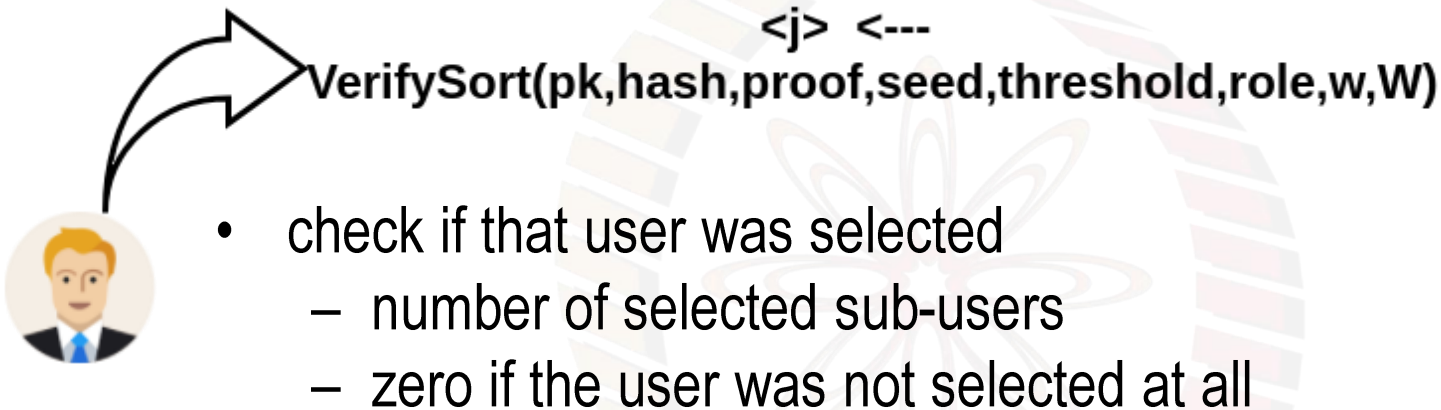 <j> <---
VerifySort(pk,hash,proof,seed,threshold,role,w,W)
• check if that user was selected
– number of selected sub-users
– zero if the user was not selected at all